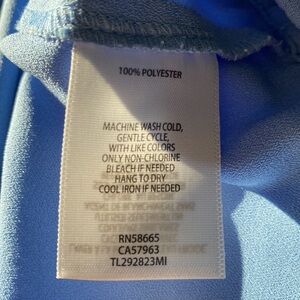 100% POLYESTER
MACHINE WASH COLD,
GENTLE CYCLE,
WITH LIKE COLORS
ONLY NON-CHLORINE
BLEACH IF NEEDED
HANG TO DRY
COOL IRON IF NEEDED
RN58665
CA57963
TL292823MI